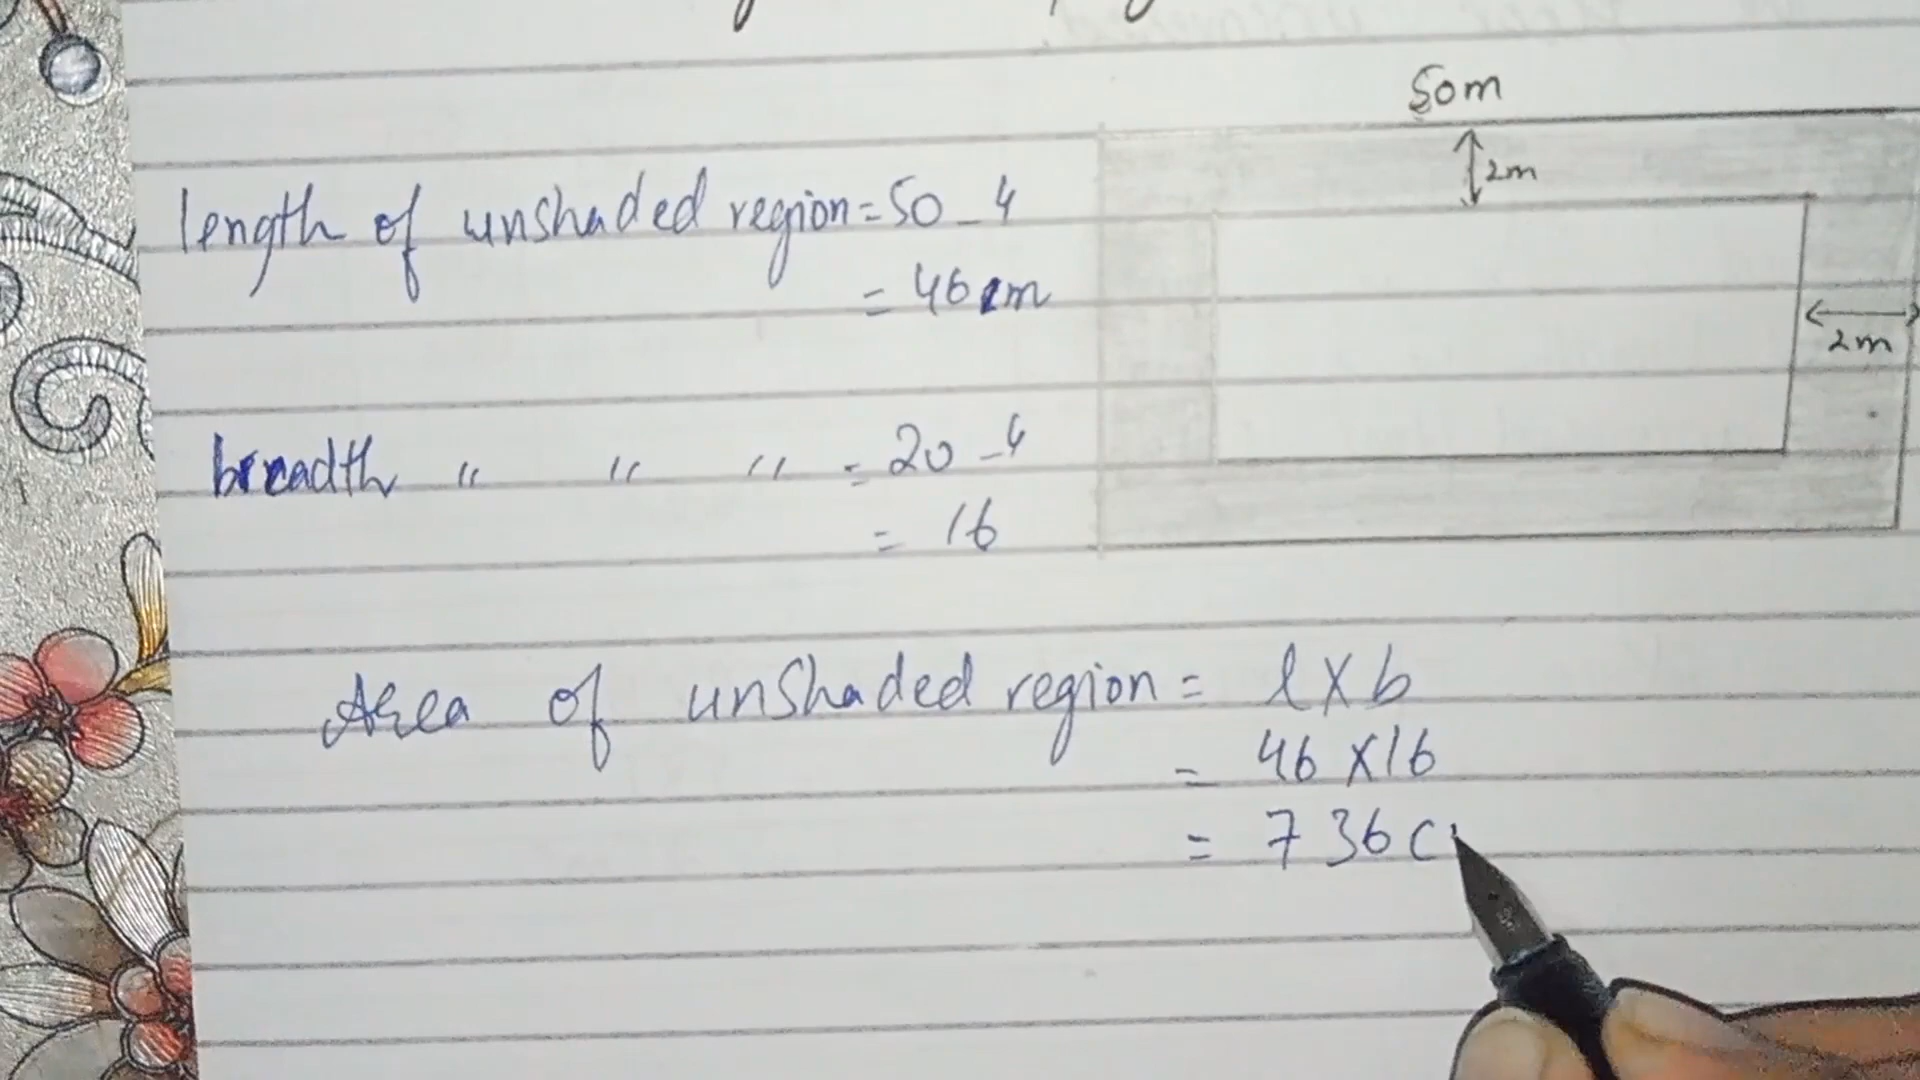 50m
2m
length of unshaded region = 50 - 4
= 46 m
2m
breadth " " " = 20 - 4
= 16
Area of unshaded region = l X b
= 46 X 16
= 736 c